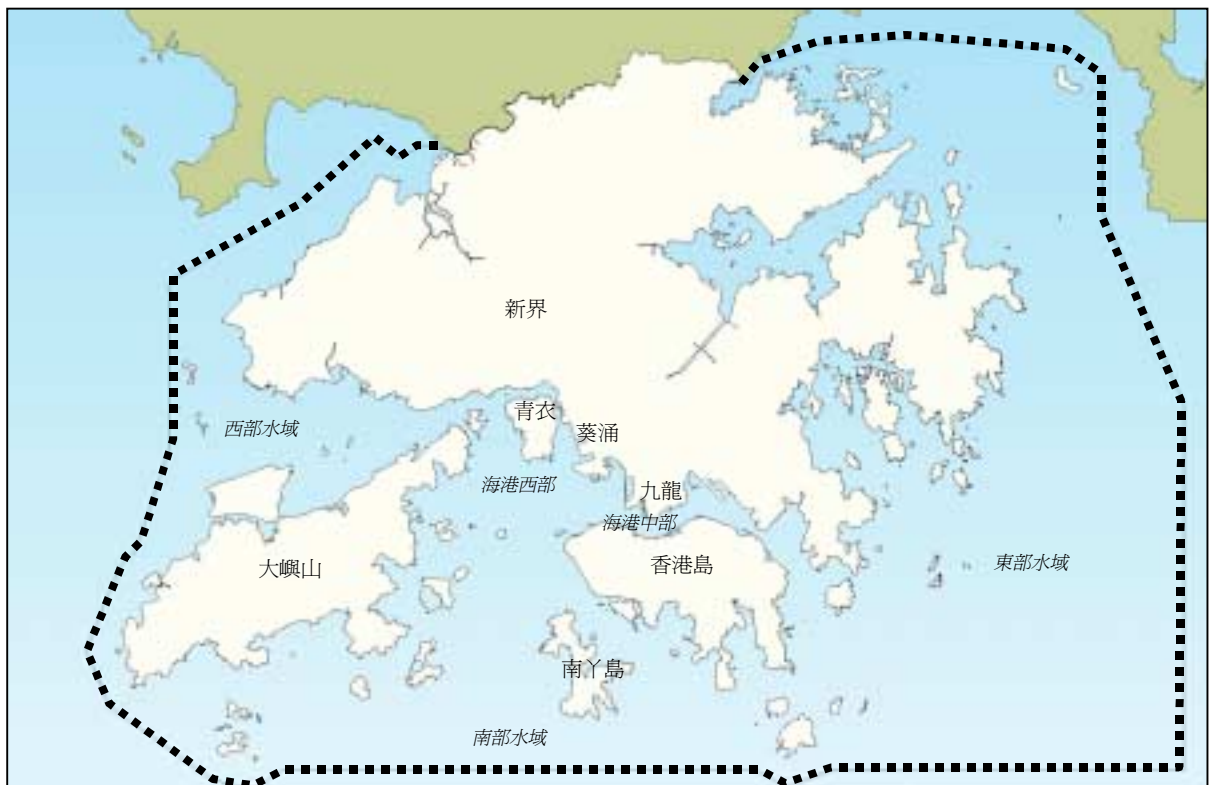 新界
青衣
葵涌
西部水域
海港西部
九龍
海港中部
大嶼山
香港島
東部水域
南丫島
南部水域